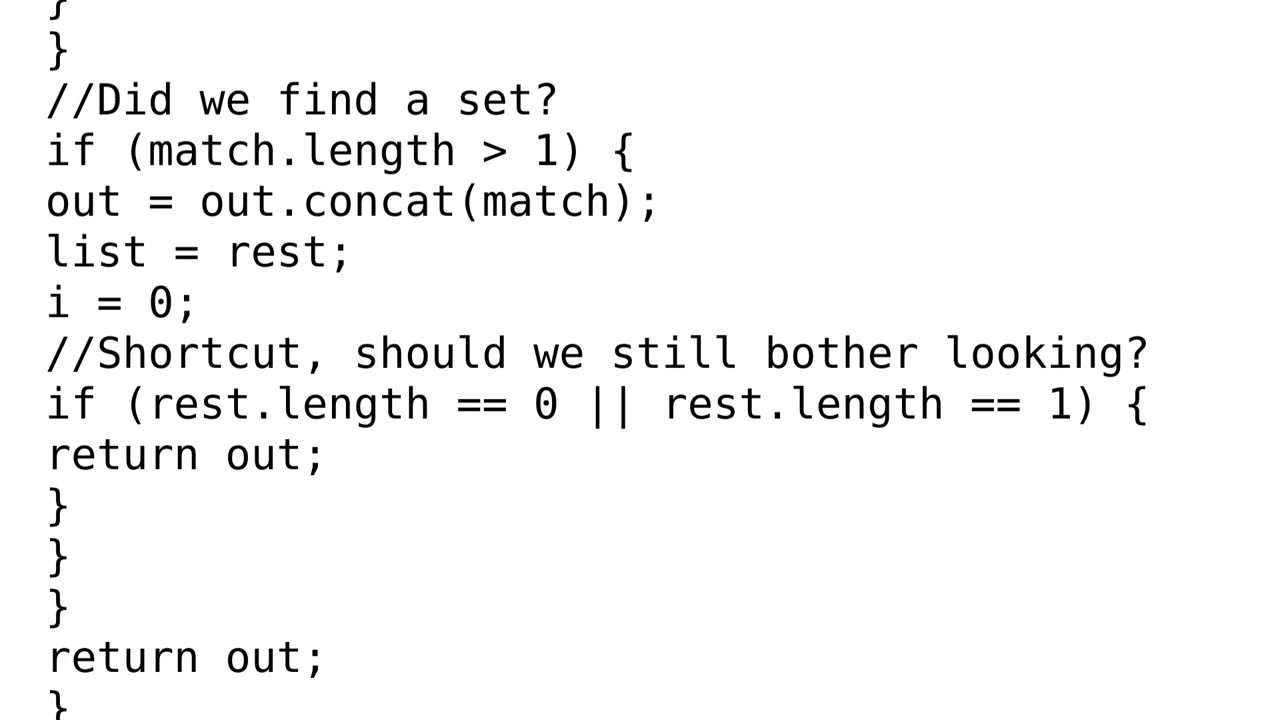 }
}
//Did we find a set?
if (match.length > 1) {
out = out.concat(match);
list = rest;
i = 0;
//Shortcut, should we still bother looking?
if (rest.length == 0 || rest.length == 1) {
return out;
}
}
}
return out;
}